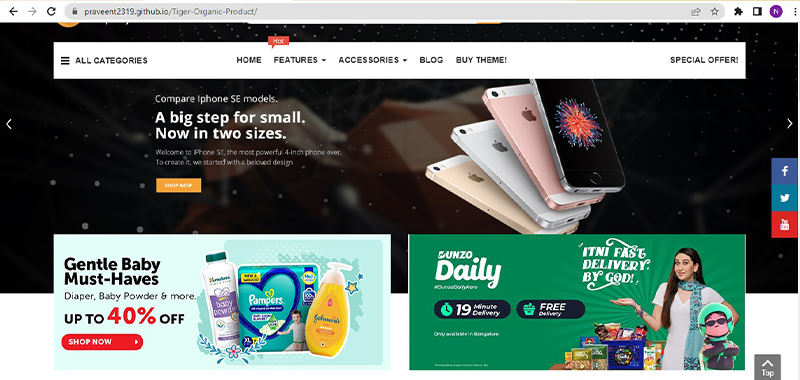 praveent2319.github.io/Tiger-Organic-Product/
N
Hot
ALL CATEGORIES
HOME
FEATURES
ACCESSORIES
BLOG
BUY THEME!
SPECIAL OFFER!
Compare Iphone SE models.
A big step for small.
Now in two sizes.
Welcome to iPhone SE, the most powerful 4-inch phone ever.
To create it, we started with a beloved design
SHOP NOW
You
Gentle Baby
Must-Haves
Diaper, Baby Powder & more.
UP TO 40% OFF
SHOP NOW
Himalaya
baby
powder
Pampers
XL
Johnson's
DUNZO
Daily
#DunzoDailyHere
19 Minute
Delivery
FREE
Delivery
Only available in Bangalore
ITNI FAST
DELIVERY?
BY GOD!
Top